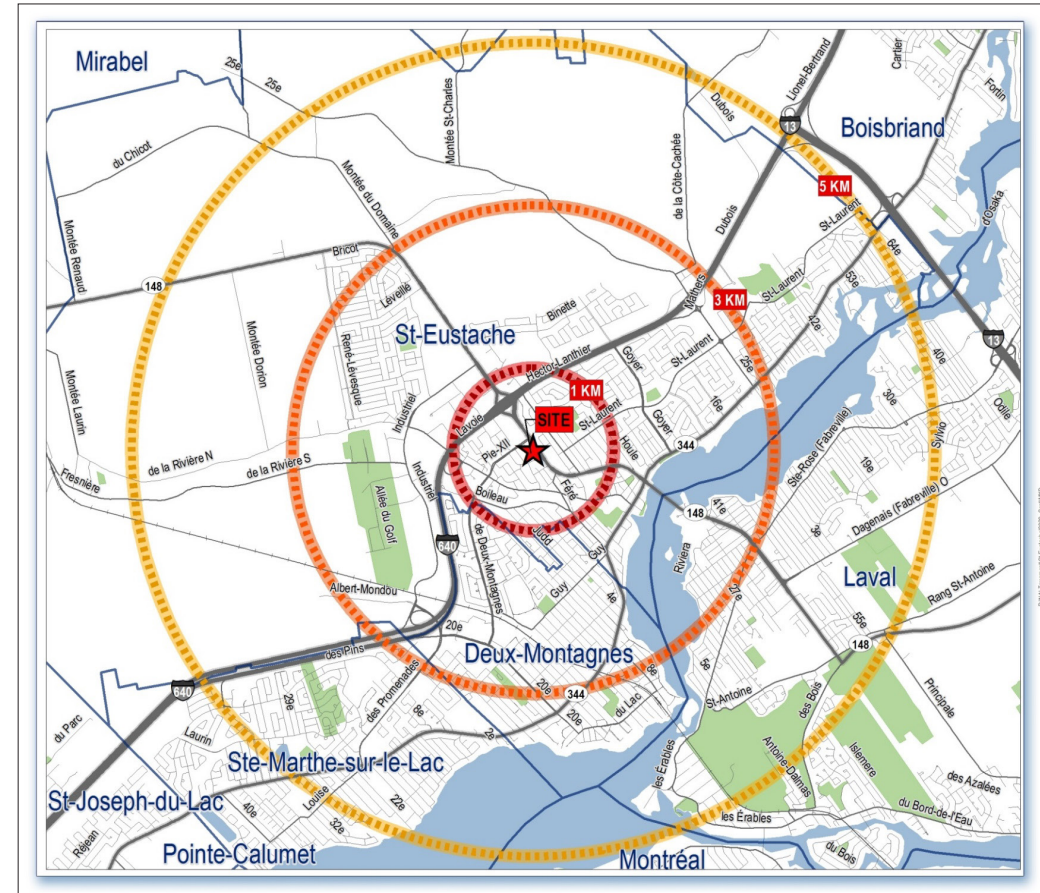 Mirabel
25e
25e
Montée St-Charles
Dubois
Lionel-Bertrand
Cartier
Fortin
13
Boisbriand
du Chicot
Montée du Domaine
de la Côte-Cachée
5 KM
St-Laurent
d'Osaka
Montée Renaud
Dubois
64e
Bricot
148
Léveillé
Mathers
3 KM
St-Laurent
53e
Binette
42e
Montée Dorion
René-Lévesque
St-Eustache
Goyer
St-Laurent
25e
13
40e
Hector-Lanthier
Montée Laurin
Industriel
1 KM
16e
30e
Odile
Lavoie
SITE
St-Laurent
Goyer
Sylvio
Pie-XII
Houle
344
Ste-Rose (Fabreville)
de la Rivière N
de la Rivière S
Fresnière
Industriel
19e
Boileau
Féré
Allée du Golf
148
41e
3e
Dagenais (Fabreville) O
Judd
640
de Deux-Montagnes
Guy
Riviera
Guy
4e
27e
Laval
Rang St-Antoine
Albert-Mondou
20e
55e
des Pins
Deux-Montagnes
148
8e
5e
640
des Promenades
20e
344
du Lac
St-Antoine
des Bois
Principale
29e
8e
20e
du Parc
Laurin
2e
Antoine-Dalmas
Islemere
Ste-Marthe-sur-le-Lac
les Érables
des Azalées
St-Joseph-du-Lac
Louise
22e
40e
du Bord-de-l'Eau
32e
les Érables
Réjean
Pointe-Calumet
Montréal
du Bois